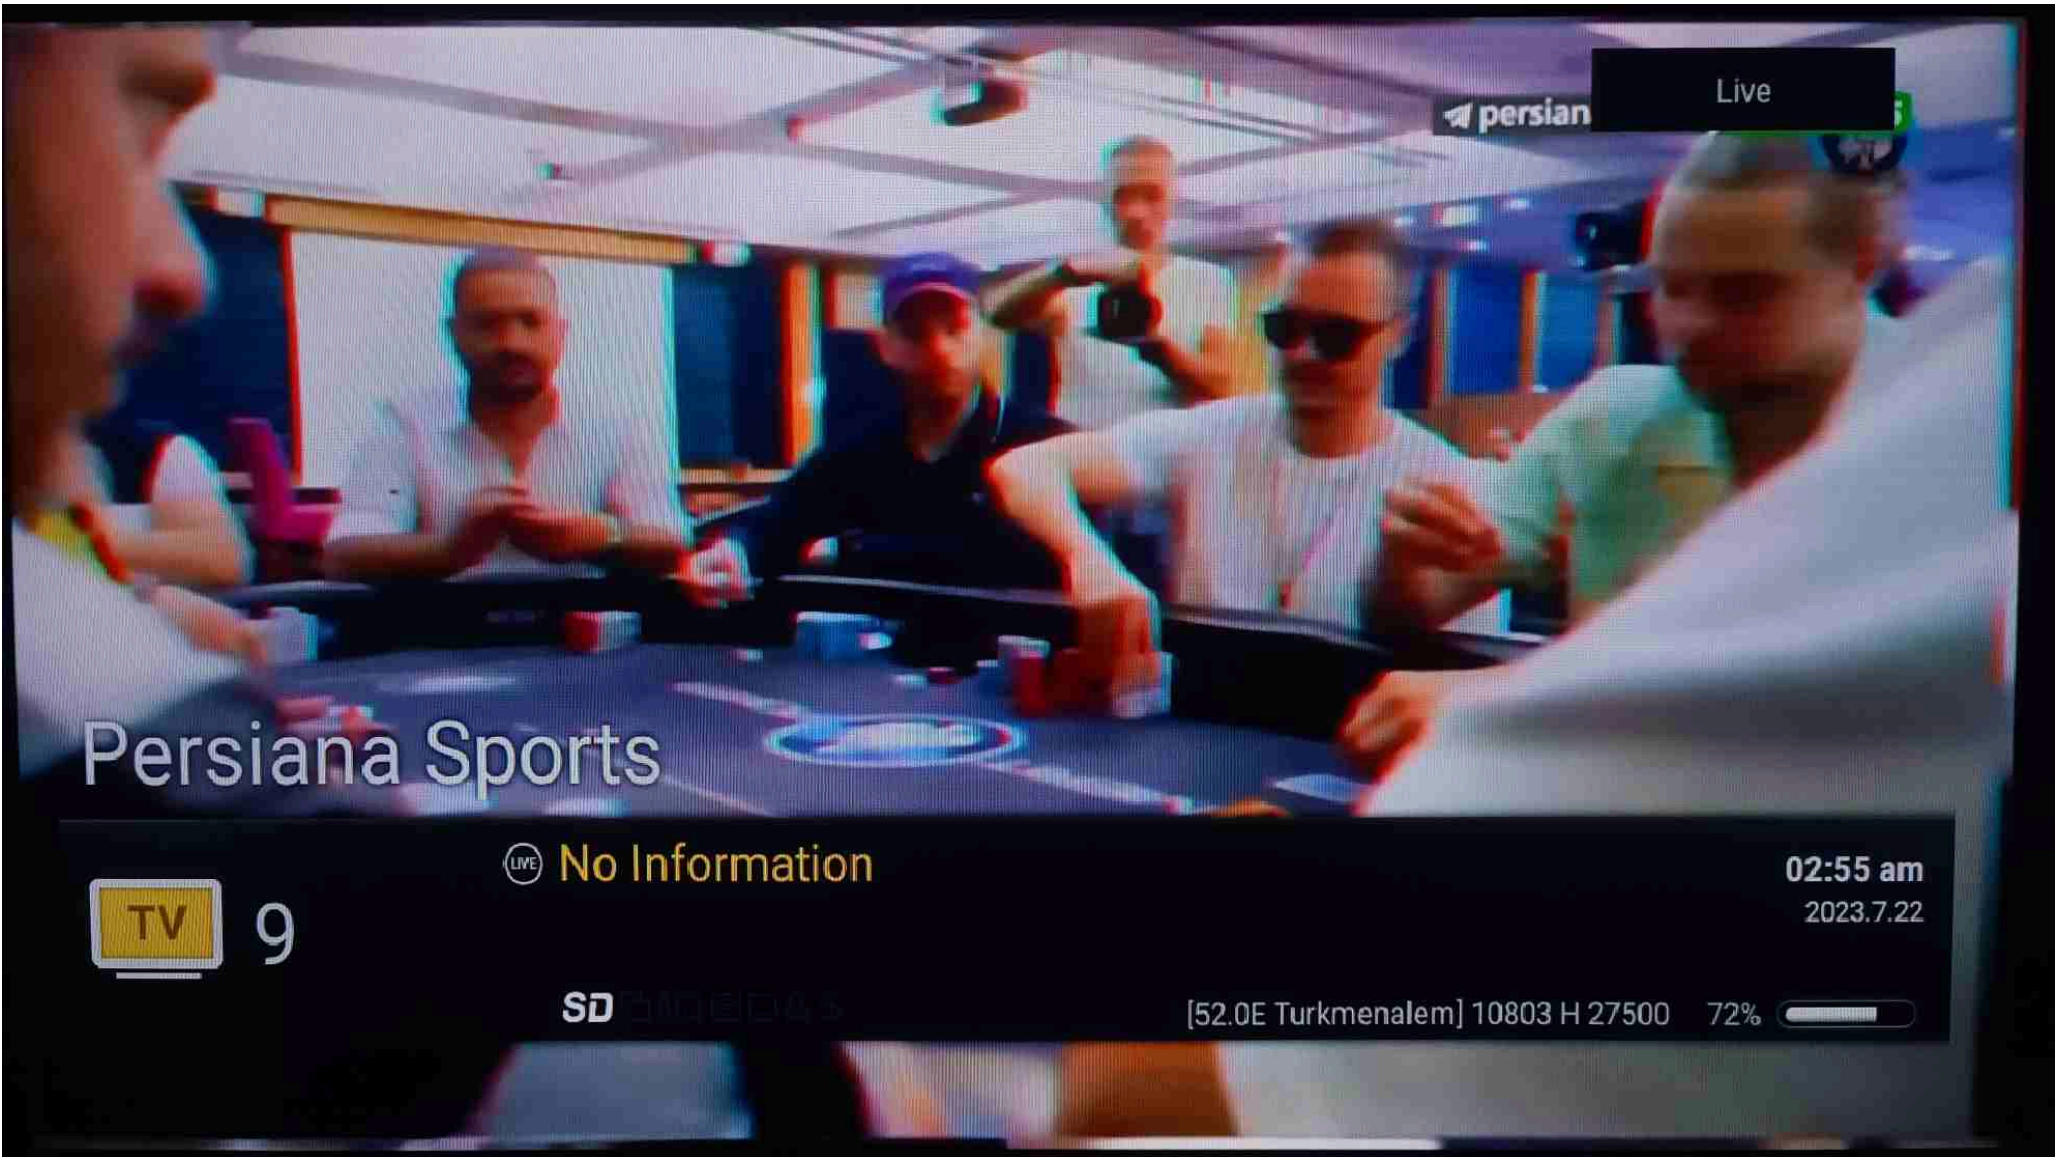 Live
persian
Persiana Sports
LIVE No Information
02:55 am
2023.7.22
TV 9
SD
[52.0E Turkmenalem] 10803 H 27500 72%